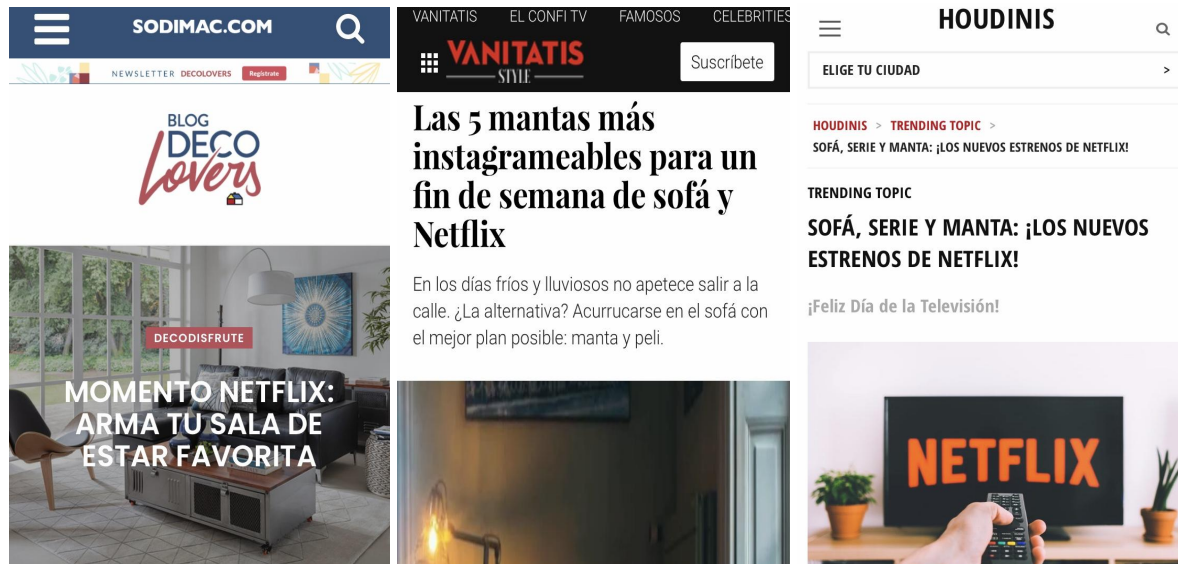 SODIMAC.COM
NEWSLETTER DECOLOVERS Regístrate
BLOG
DECO
Lovers
DECODISFRUTE
MOMENTO NETFLIX:
ARMA TU SALA DE
ESTAR FAVORITA
VANITATIS EL CONFI TV FAMOSOS CELEBRITIES
VANITATIS
STYLE
Suscríbete
Las 5 mantas más
instagrameables para un
fin de semana de sofá y
Netflix
En los días fríos y lluviosos no apetece salir a la
calle. ¿La alternativa? Acurrucarse en el sofá con
el mejor plan posible: manta y peli.
HOUDINIS
ELIGE TU CIUDAD >
HOUDINIS > TRENDING TOPIC >
SOFÁ, SERIE Y MANTA: ¡LOS NUEVOS ESTRENOS DE NETFLIX!
TRENDING TOPIC
SOFÁ, SERIE Y MANTA: ¡LOS NUEVOS
ESTRENOS DE NETFLIX!
¡Feliz Día de la Televisión!
NETFLIX